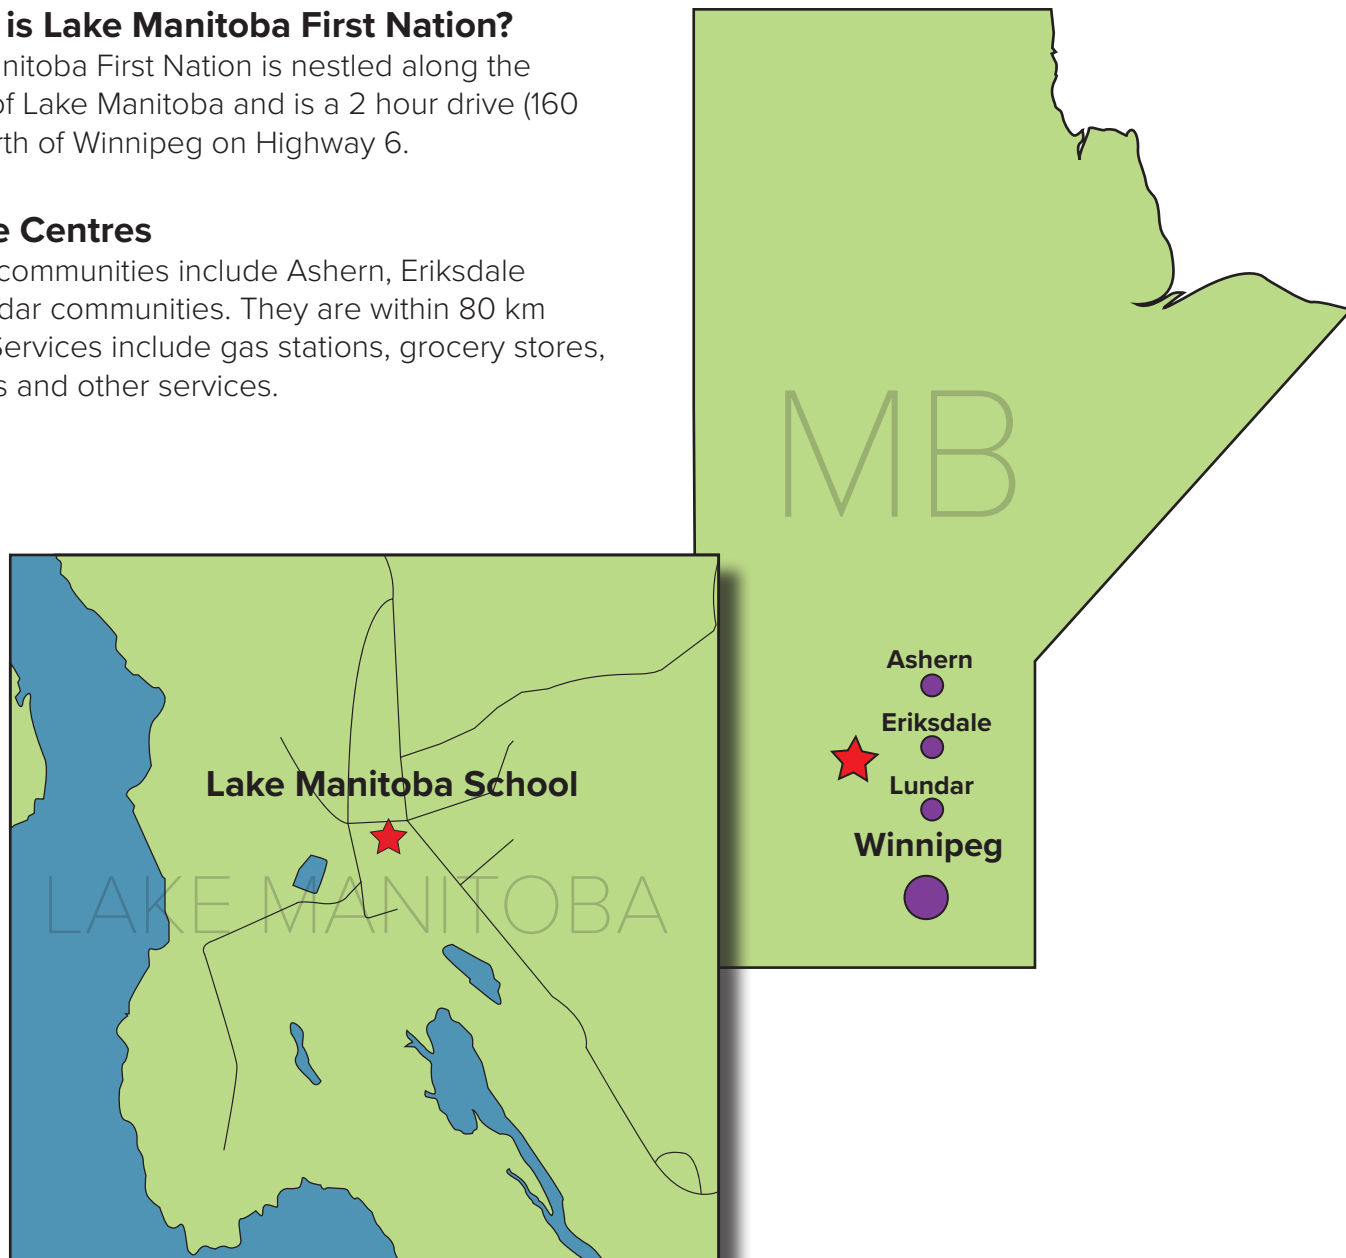 is Lake Manitoba First Nation?
nitoba First Nation is nestled along the
of Lake Manitoba and is a 2 hour drive (160
rth of Winnipeg on Highway 6.
e Centres
communities include Ashern, Eriksdale
dar communities. They are within 80 km
Services include gas stations, grocery stores,
s and other services.
MB
Ashern
Eriksdale
Lundar
Winnipeg
Lake Manitoba School
LAKE MANITOBA